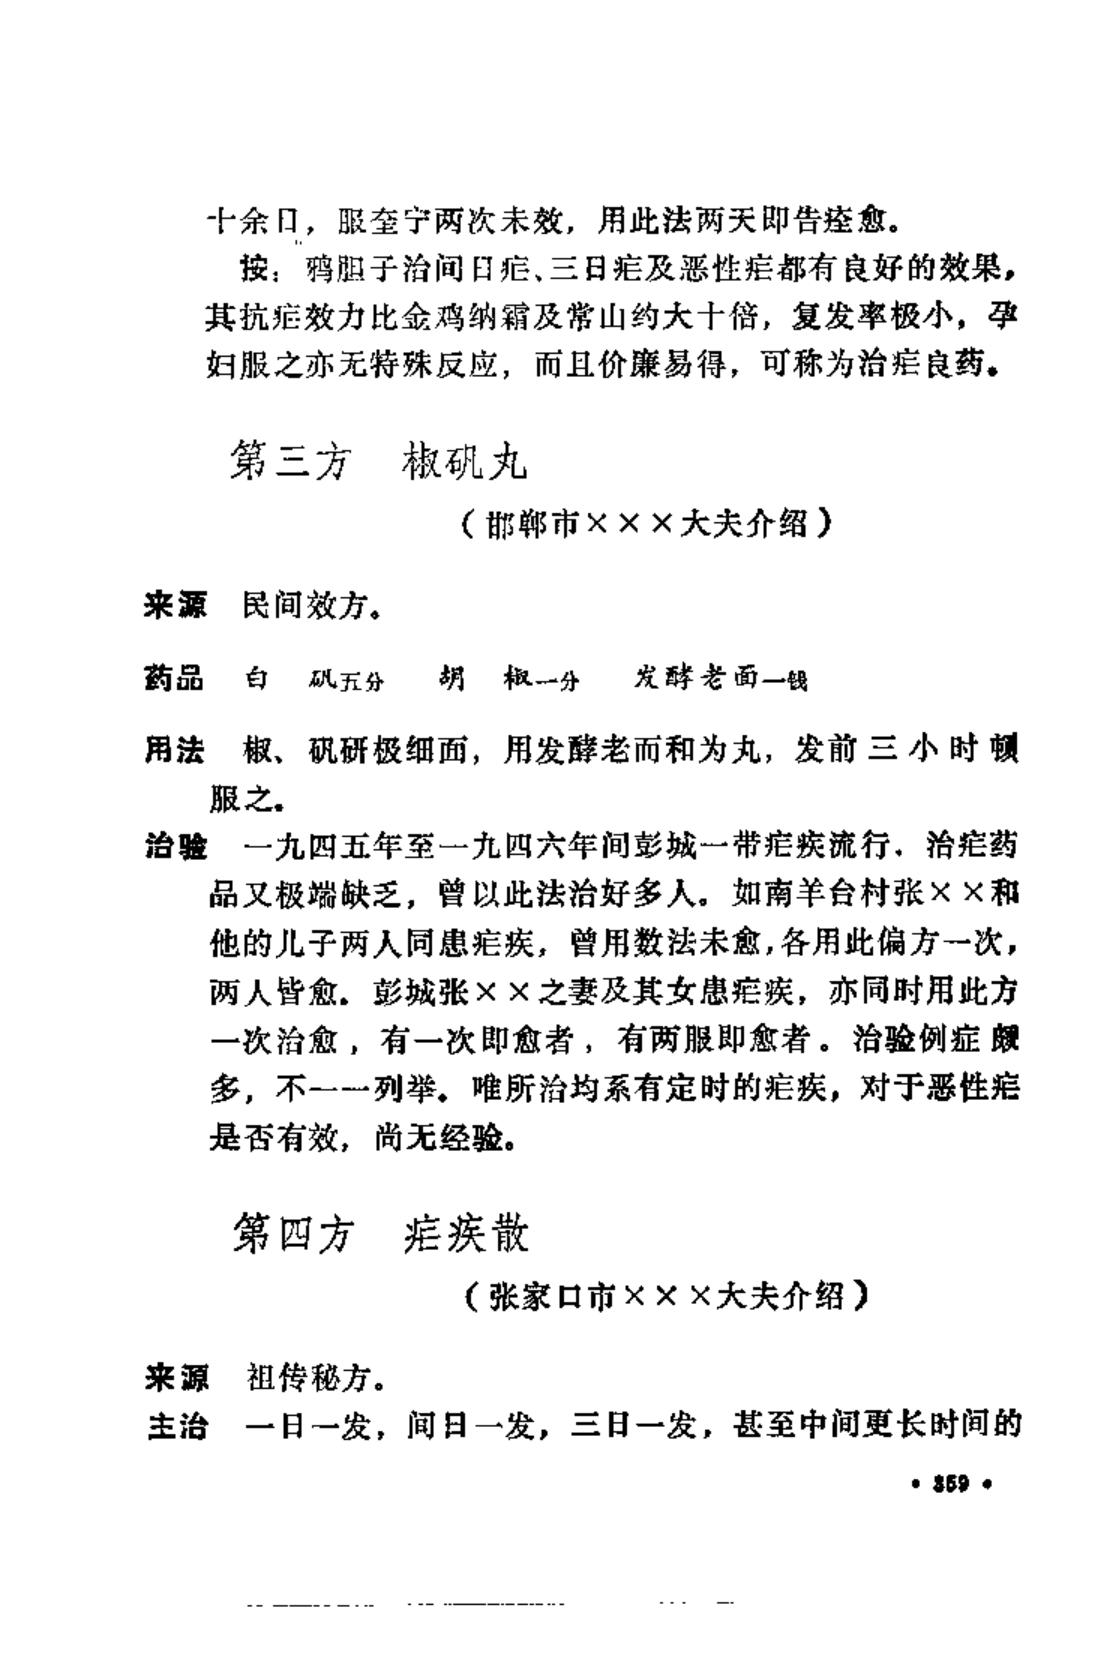 十余日，服奎宁两次未效，用此法两天即告痊愈。
按：鸦胆子治间日疟、三日疟及恶性疟都有良好的效果，
其抗疟效力比金鸡纳霜及常山约大十倍，复发率极小，孕
妇服之亦无特殊反应，而且价廉易得，可称为治疟良药。
第三方 椒矾丸
（邯郸市×××大夫介绍）
来源 民间效方。
药品 白 矾五分 胡 椒一分 发酵老面一钱
用法 椒、矾研极细面，用发酵老而和为丸，发前三小时顿
服之。
治验 一九四五年至一九四六年间彭城一带疟疾流行．治疟药
品又极端缺乏，曾以此法治好多人。如南羊台村张××和
他的儿子两人同患疟疾，曾用数法未愈，各用此偏方一次，
两人皆愈。彭城张××之妻及其女患疟疾，亦同时用此方
一次治愈，有一次即愈者，有两服即愈者。治验例症颇
多，不一一列举。唯所治均系有定时的疟疾，对于恶性疟
是否有效，尚无经验。
第四方 疟疾散
（张家口市×××大夫介绍）
来源 祖传秘方。
主治 一日一发，间日一发，三日一发，甚至中间更长时间的
• 359 •